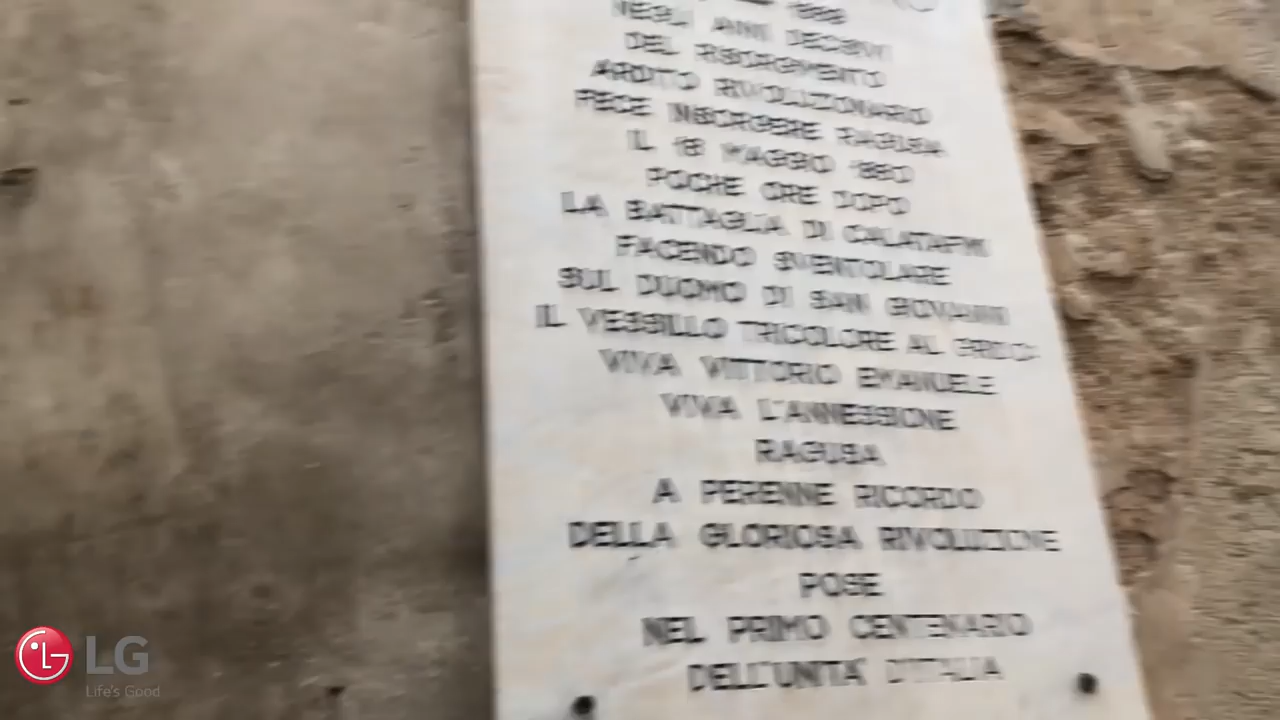 NEGLI ANNI DECISIVI
DEL RISORGIMENTO
ARDITO RIVOLUZIONARIO
FECE INSORGERE RAGUSA
IL 18 MAGGIO 1860
POCHE ORE DOPO
LA BATTAGLIA DI CALATAFIMI
FACENDO SVENTOLARE
SUL DUOMO DI SAN GIOVANNI
IL VESSILLO TRICOLORE AL GRIDO:
VIVA VITTORIO EMANUELE
VIVA L'ANNESSIONE
RAGUSA
A PERENNE RICORDO
DELLA GLORIOSA RIVOLUZIONE
POSE
NEL PRIMO CENTENARIO
DELL'UNITA' D'ITALIA
LG
Life's Good